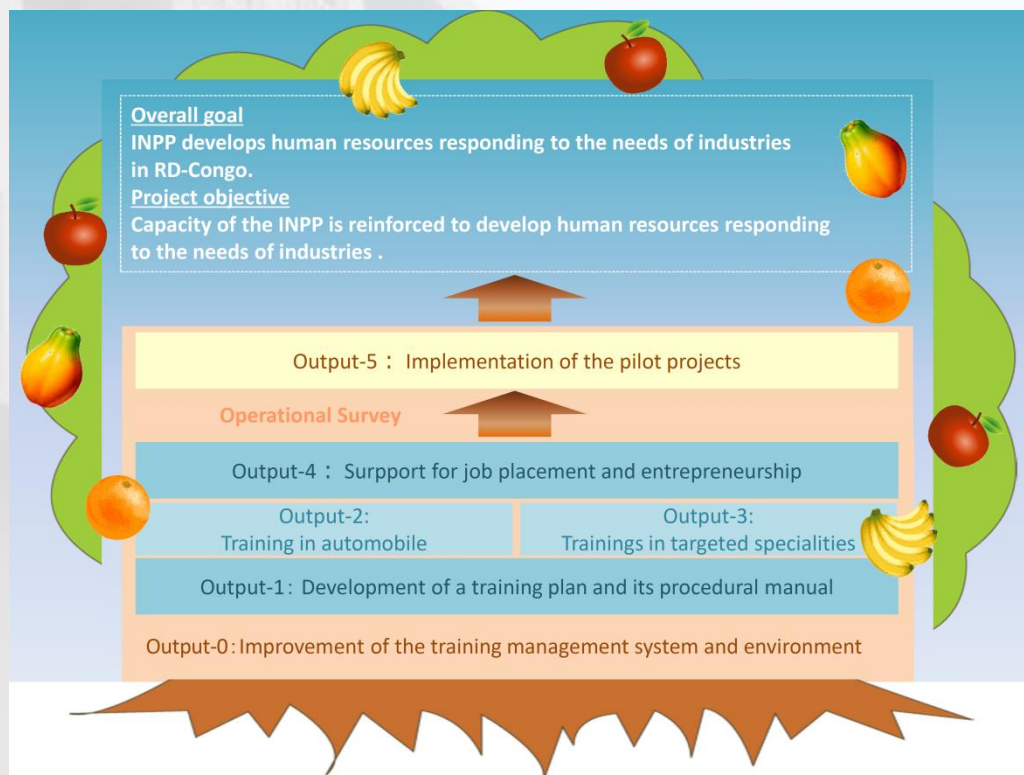 Overall goal
INPP develops human resources responding to the needs of industries
in RD-Congo.
Project objective
Capacity of the INPP is reinforced to develop human resources responding
to the needs of industries .
Output-5： Implementation of the pilot projects
Operational Survey
Output-4： Surpport for job placement and entrepreneurship
Output-2:
Training in automobile
Output-3:
Trainings in targeted specialities
Output-1： Development of a training plan and its procedural manual
Output-0：Improvement of the training management system and environment